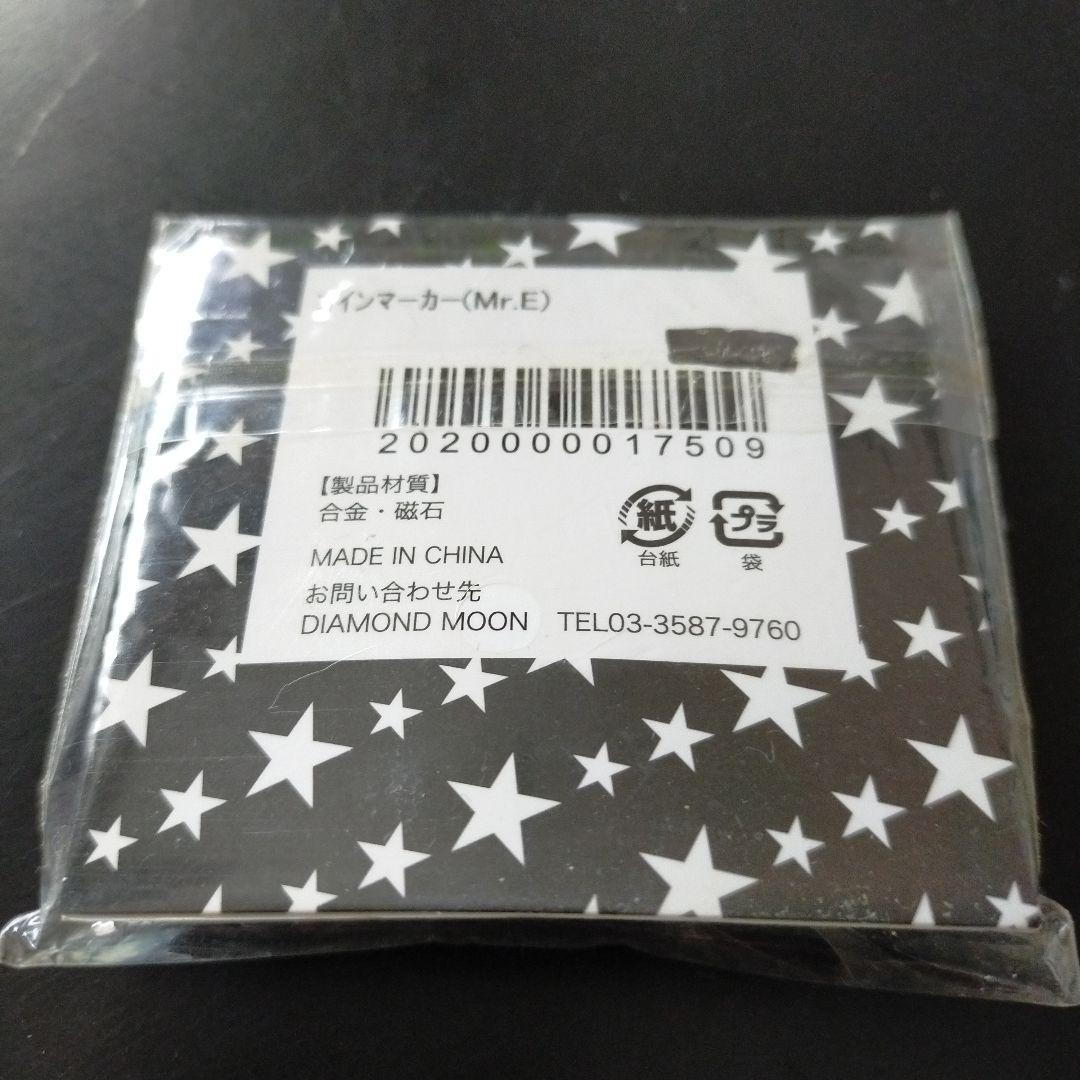 インマーカー(Mr.E)
2020000017509
【製品材質】
合金・磁石
紙
プラ
台紙
袋
MADE IN CHINA
お問い合わせ先
DIAMOND MOON TEL03-3587-9760